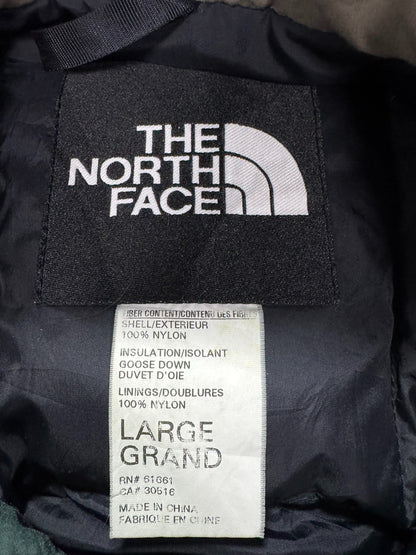 THE
NORTH
FACE
FIBER CONTENT/CONTENU DES FIBRES
SHELL/EXTERIEUR
100% NYLON
INSULATION/ISOLANT
GOOSE DOWN
DUVET D'OIE
LININGS/DOUBLURES
100% NYLON
LARGE
GRAND
RN# 61661
CA# 30516
MADE IN CHINA
FABRIQUE EN CHINE